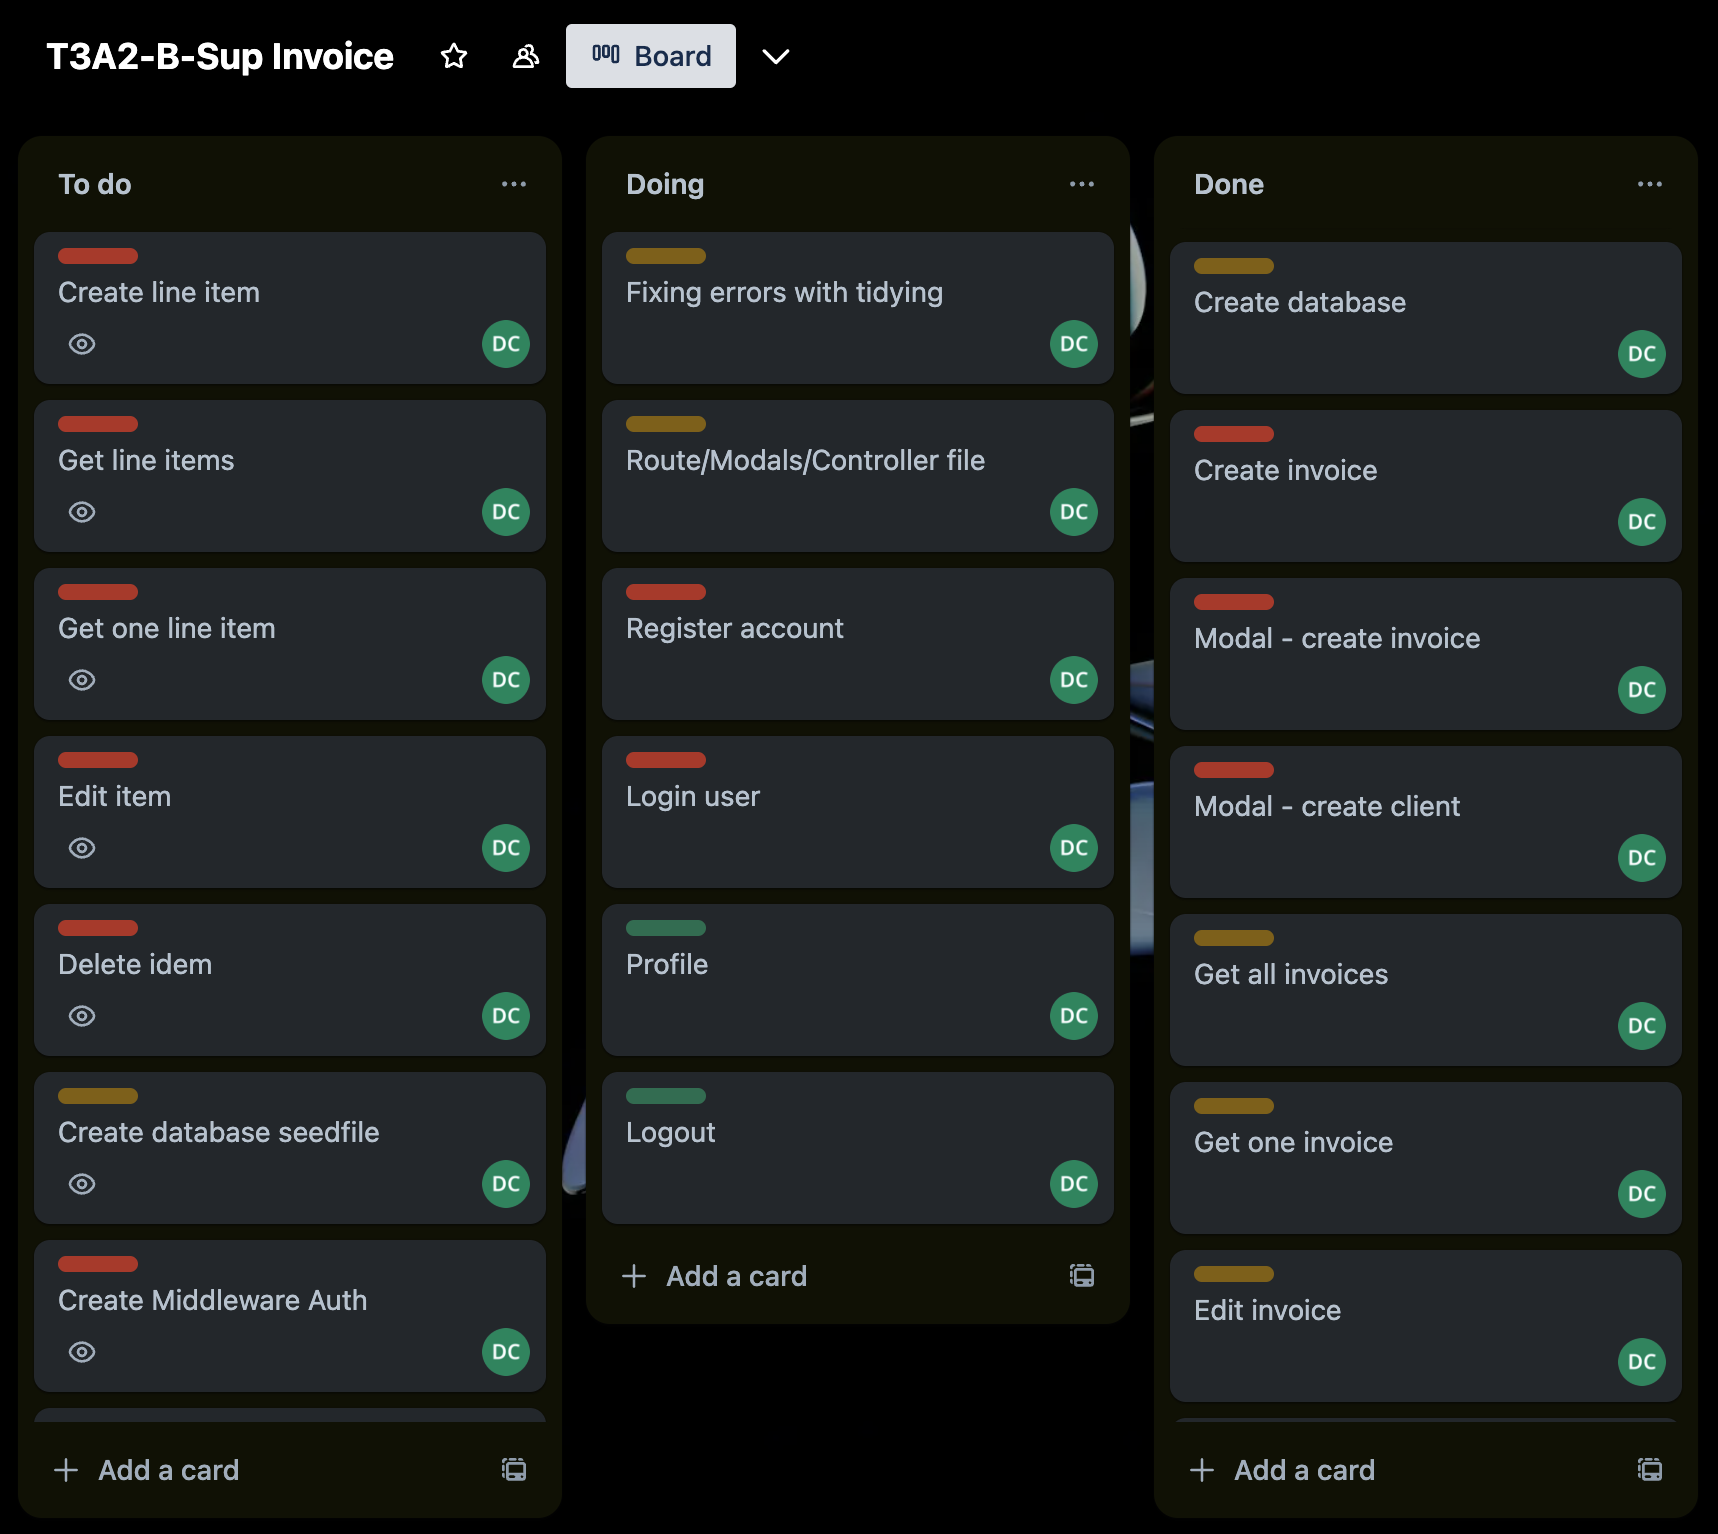 T3A2-B-Sup Invoice
Board
To do
Create line item
DC
Get line items
DC
Get one line item
DC
Edit item
DC
Delete idem
DC
Create database seedfile
DC
Create Middleware Auth
DC
Add a card
Doing
Fixing errors with tidying
DC
Route/Modals/Controller file
DC
Register account
DC
Login user
DC
Profile
DC
Logout
DC
Add a card
Done
Create database
DC
Create invoice
DC
Modal - create invoice
DC
Modal - create client
DC
Get all invoices
DC
Get one invoice
DC
Edit invoice
DC
Add a card